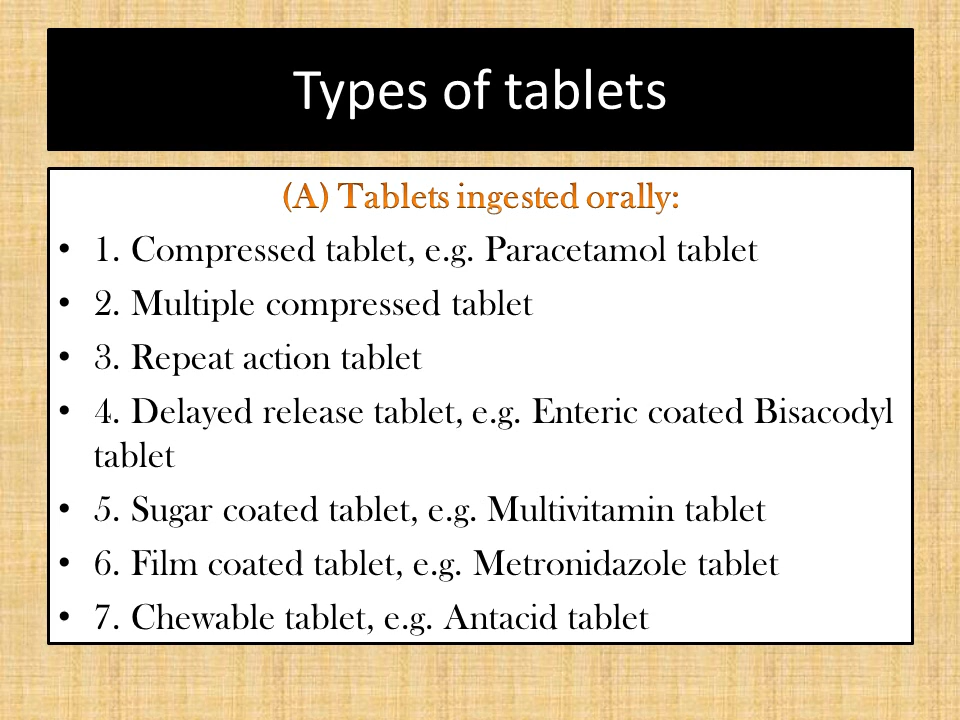 Types of tablets
(A) Tablets ingested orally:
• 1. Compressed tablet, e.g. Paracetamol tablet
• 2. Multiple compressed tablet
• 3. Repeat action tablet
• 4. Delayed release tablet, e.g. Enteric coated Bisacodyl
tablet
• 5. Sugar coated tablet, e.g. Multivitamin tablet
• 6. Film coated tablet, e.g. Metronidazole tablet
• 7. Chewable tablet, e.g. Antacid tablet